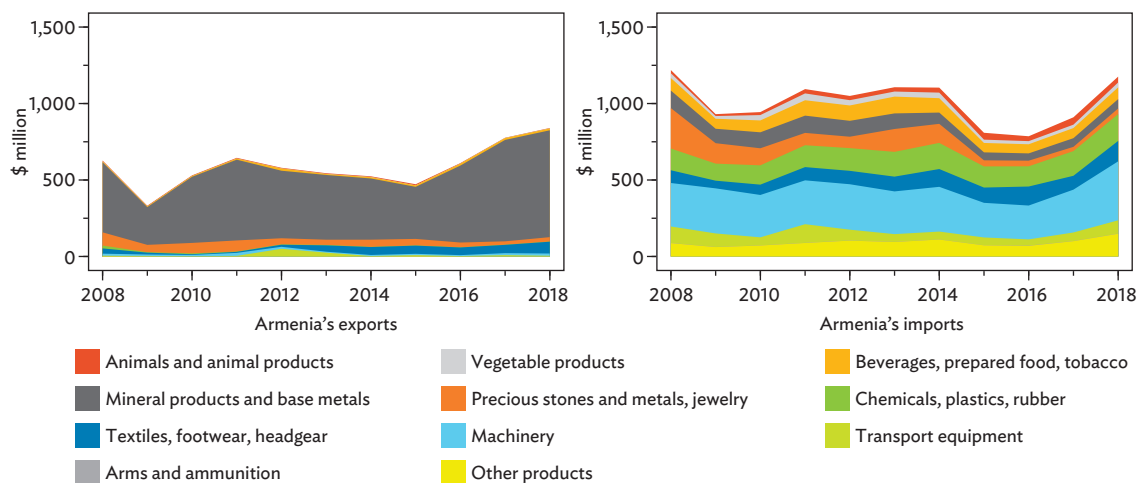 1,500
1,000
500
0
$ million
2008
2010
2012
2014
2016
2018
Armenia's exports
1,500
1,000
500
0
$ million
2008
2010
2012
2014
2016
2018
Armenia's imports
Animals and animal products
Vegetable products
Beverages, prepared food, tobacco
Mineral products and base metals
Precious stones and metals, jewelry
Chemicals, plastics, rubber
Textiles, footwear, headgear
Machinery
Transport equipment
Arms and ammunition
Other products